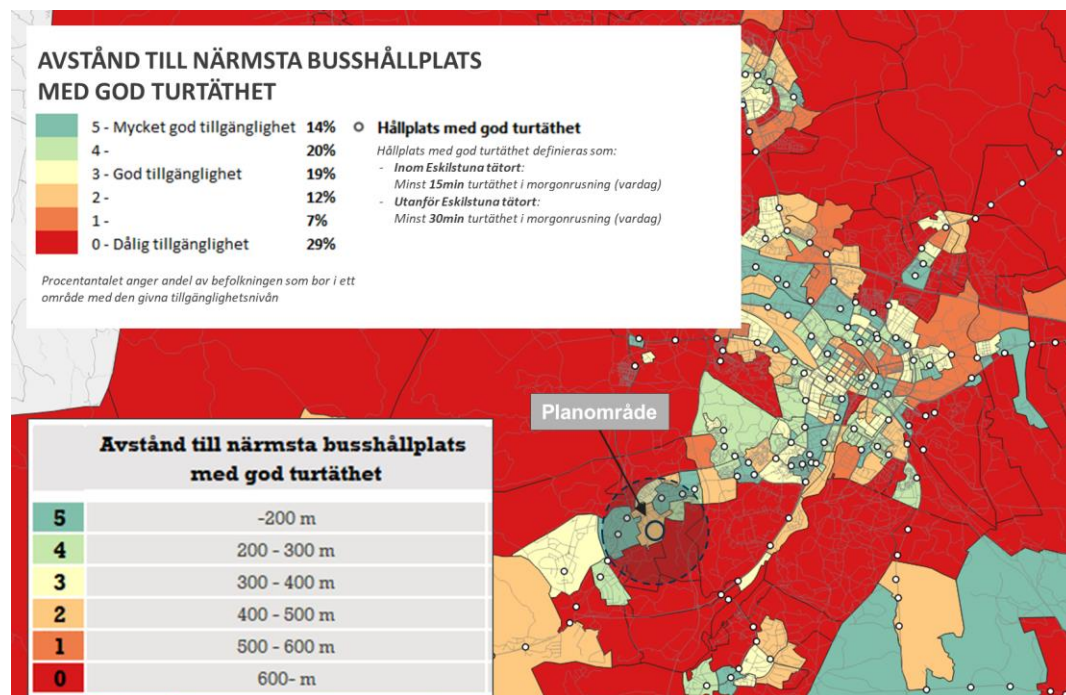 AVSTÅND TILL NÄRMSTA BUSSHÅLLPLATS
MED GOD TURTÄTHET
5 - Mycket god tillgänglighet 14%
4 - 20%
3 - God tillgänglighet 19%
2 - 12%
1 - 7%
0 - Dålig tillgänglighet 29%
Procentantalet anger andel av befolkningen som bor i ett
område med den givna tillgänglighetsnivån
Hållplats med god turtäthet
Hållplats med god turtäthet definieras som:
- Inom Eskilstuna tätort:
Minst 15min turtäthet i morgonrusning (vardag)
- Utanför Eskilstuna tätort:
Minst 30min turtäthet i morgonrusning (vardag)
Planområde
Avstånd till närmsta busshållplats
med god turtäthet
5 -200 m
4 200 - 300 m
3 300 - 400 m
2 400 - 500 m
1 500 - 600 m
0 600- m